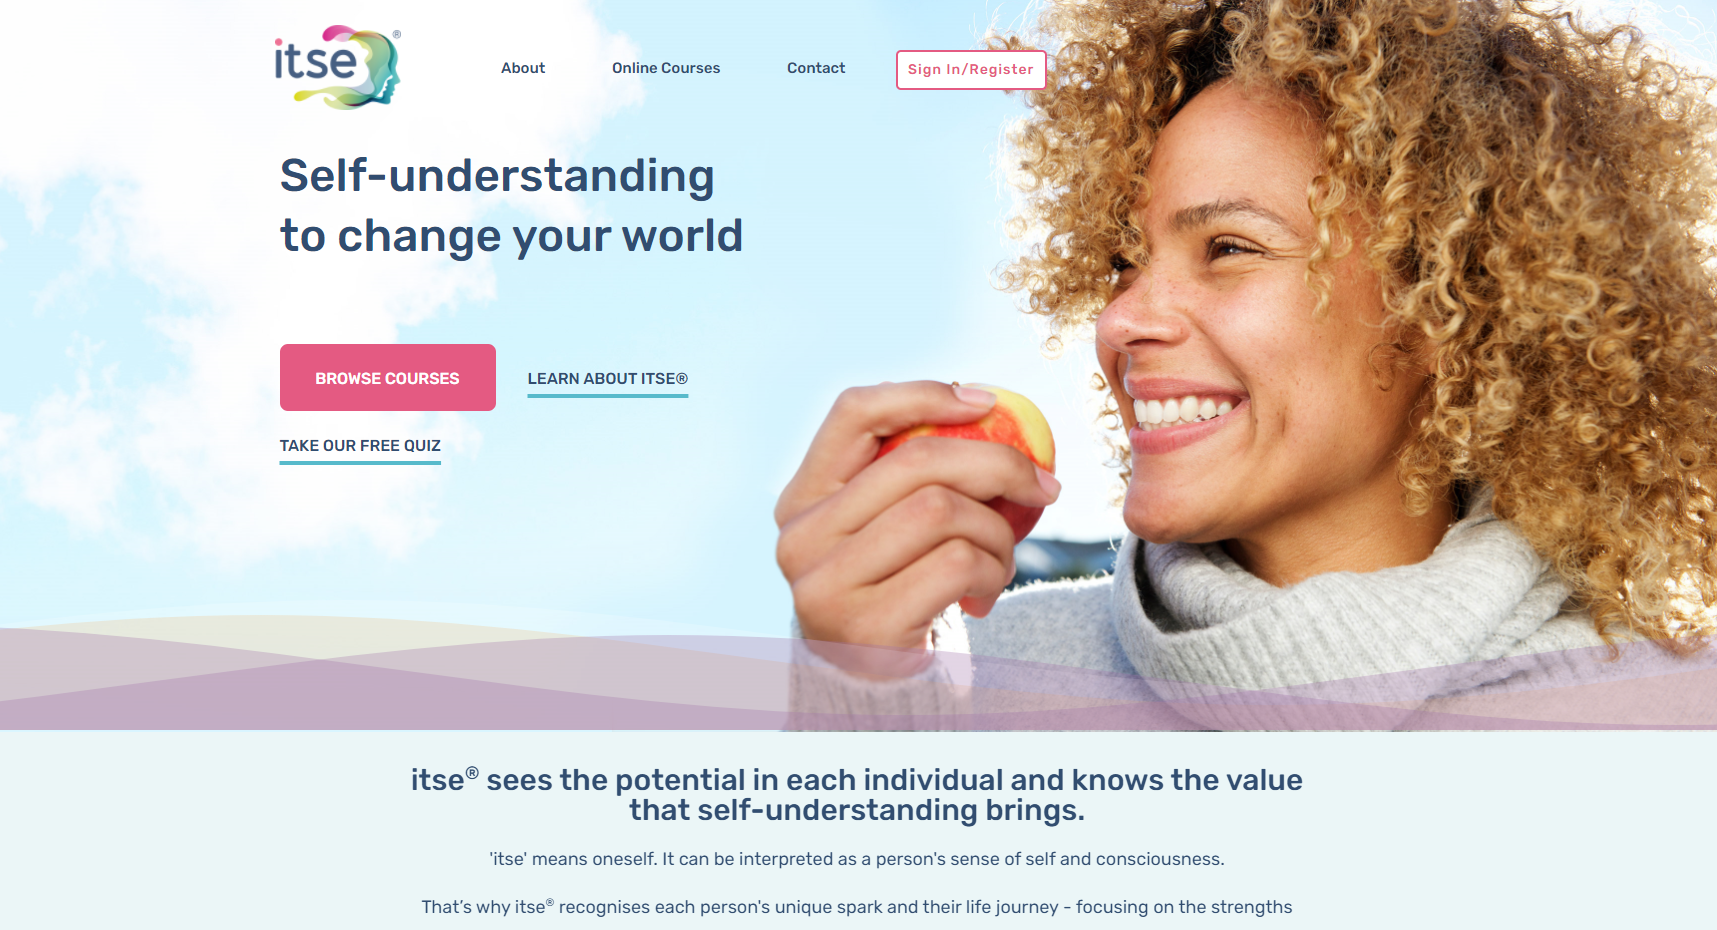 itse®
About
Online Courses
Contact
Sign In/Register
Self-understanding
to change your world
BROWSE COURSES
LEARN ABOUT ITSE®
TAKE OUR FREE QUIZ
itse® sees the potential in each individual and knows the value
that self-understanding brings.
'itse' means oneself. It can be interpreted as a person's sense of self and consciousness.
That’s why itse® recognises each person's unique spark and their life journey - focusing on the strengths